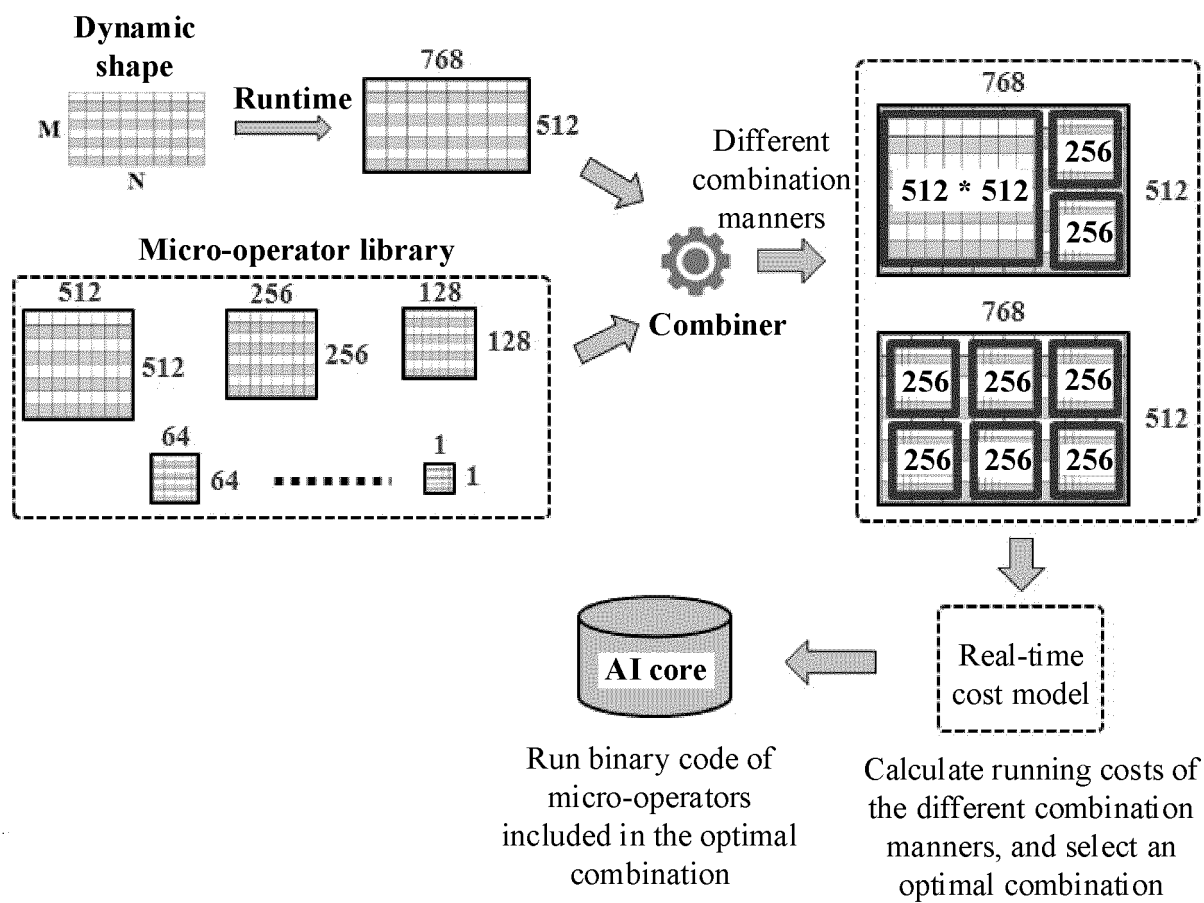 Dynamic
shape
M
N
Runtime
768
512
Micro-operator library
512
512
256
256
128
128
64
64
1
1
Combiner
Different
combination
manners
768
512 * 512
256
256
512
768
256
256
256
256
256
256
512
Real-time
cost model
Calculate running costs of
the different combination
manners, and select an
optimal combination
AI core
Run binary code of
micro-operators
included in the optimal
combination